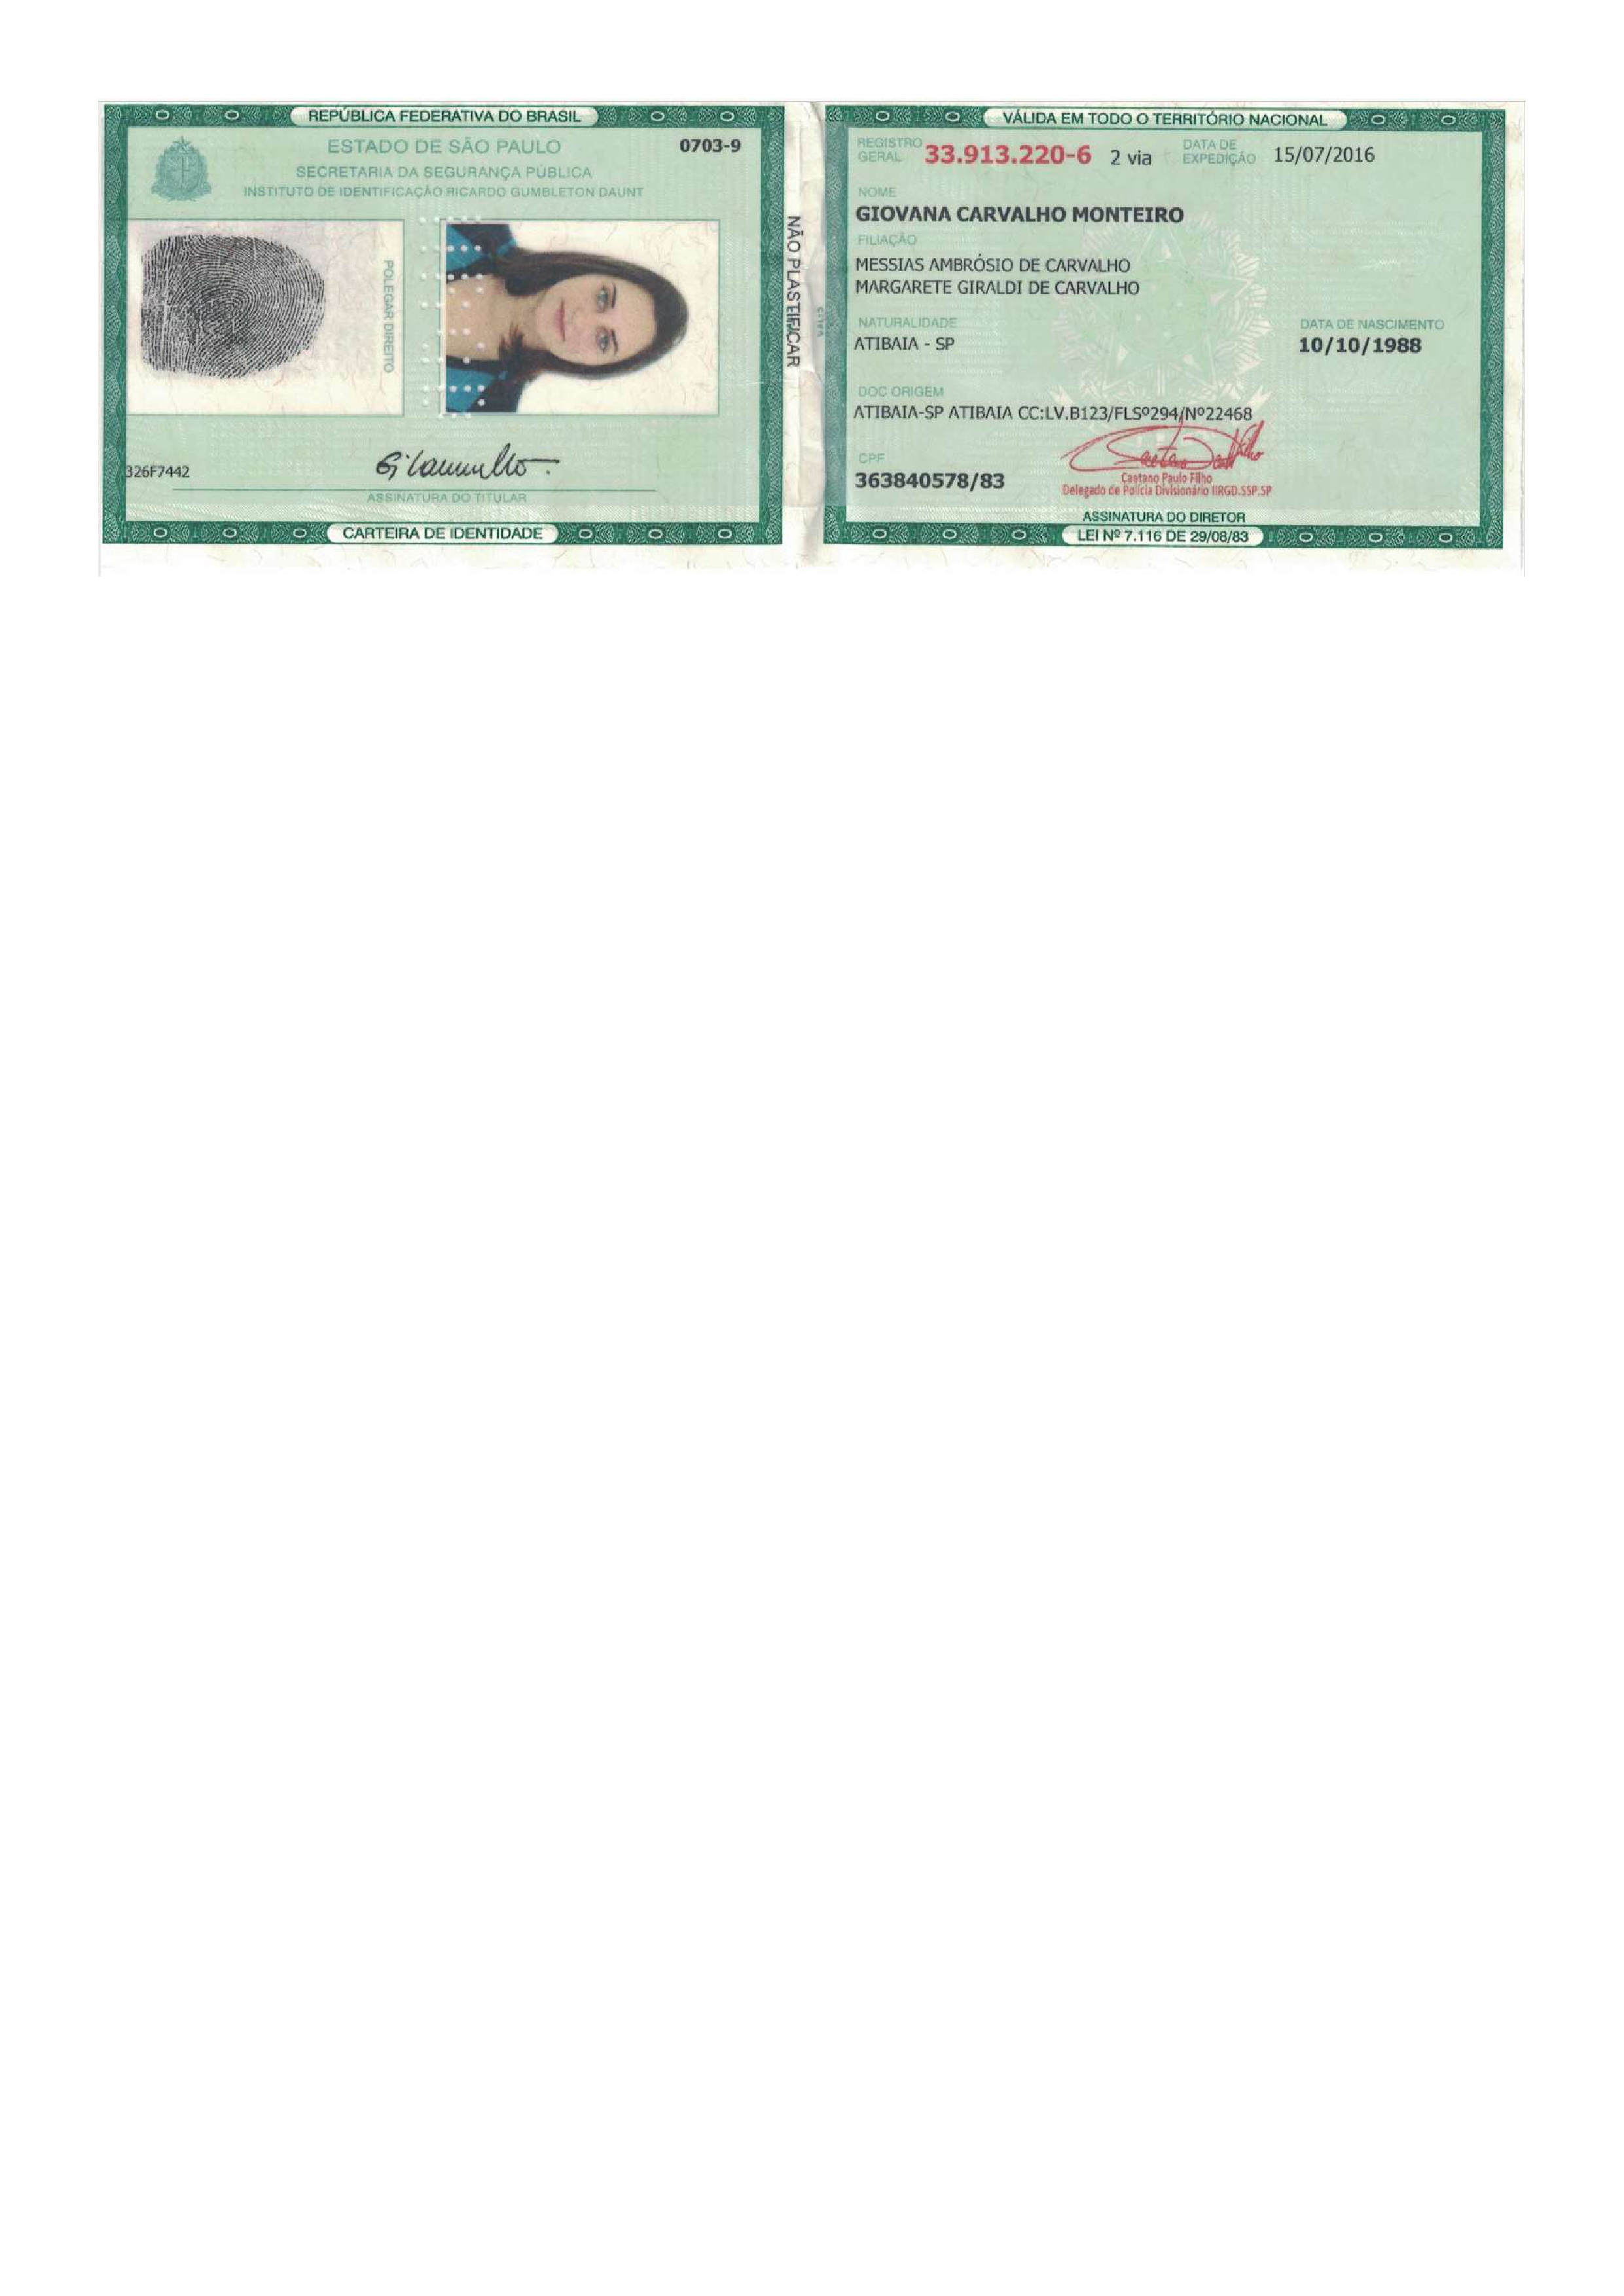 REPÚBLICA FEDERATIVA DO BRASIL
ESTADO DE SÃO PAULO
0703-9
SECRETARIA DA SEGURANÇA PÚBLICA
INSTITUTO DE IDENTIFICAÇÃO RICARDO GUMBLETON DAUNT
POLEGAR DIREITO
326F7442
ASSINATURA DO TITULAR
CARTEIRA DE IDENTIDADE
NÃO PLASTIFICAR
VÁLIDA EM TODO O TERRITÓRIO NACIONAL
REGISTRO GERAL 33.913.220-6 2 via DATA DE EXPEDIÇÃO 15/07/2016
NOME
GIOVANA CARVALHO MONTEIRO
FILIAÇÃO
MESSIAS AMBRÓSIO DE CARVALHO
MARGARETE GIRALDI DE CARVALHO
NATURALIDADE DATA DE NASCIMENTO
ATIBAIA - SP 10/10/1988
DOC ORIGEM
ATIBAIA-SP ATIBAIA CC:LV.B123/FLSº294/Nº22468
CPF
363840578/83
Caetano Paulo Filho
Delegado de Polícia Divisionário IIRGD.SSP.SP
ASSINATURA DO DIRETOR
LEI Nº 7.116 DE 29/08/83